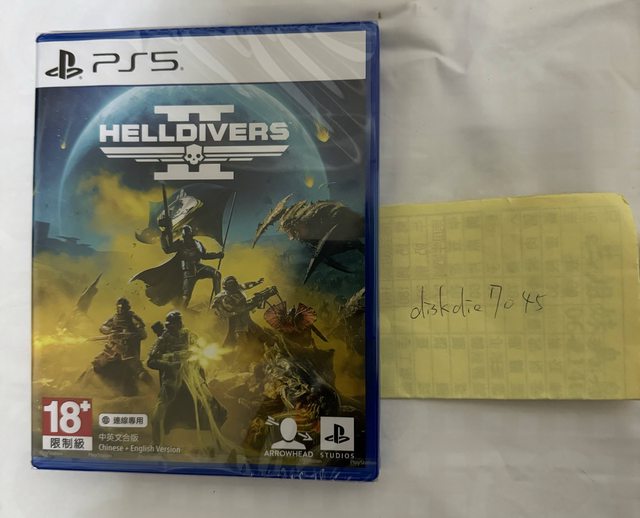 PS5
HELLDIVERS
II
18+
限制級
連線專用
中英文合版
Chinese + English Version
ARROWHEAD
STUDIOS
diskdie7045